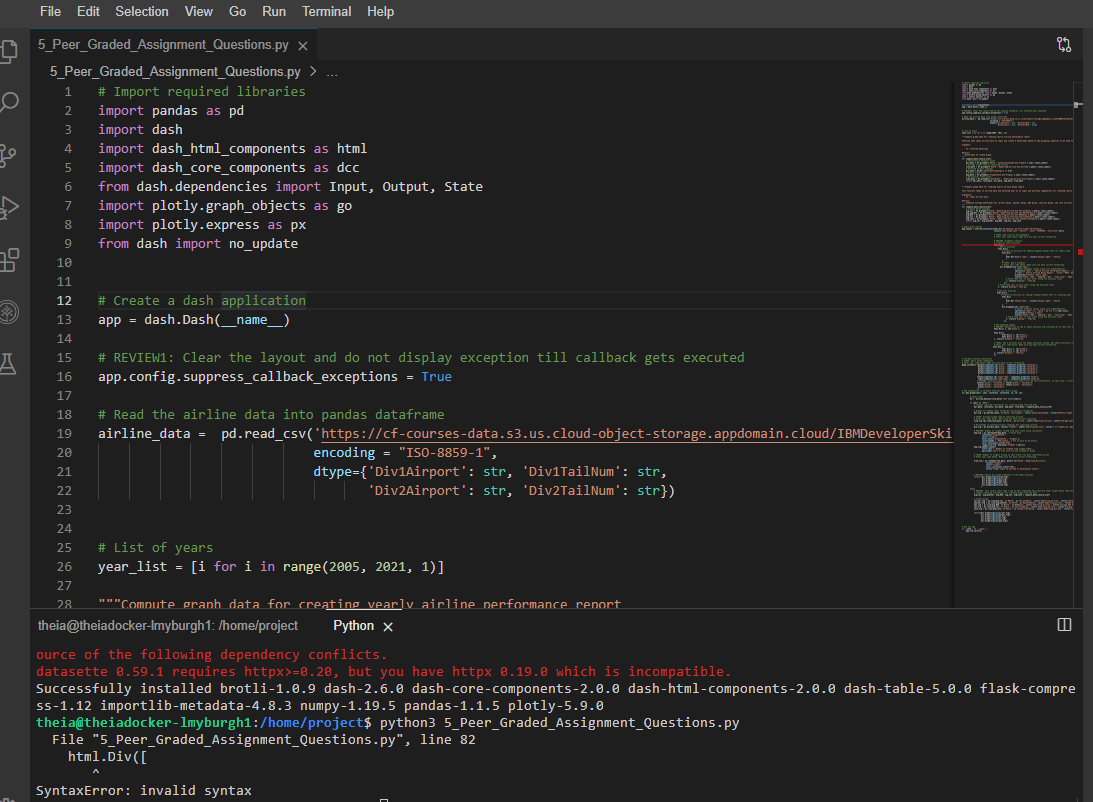 File Edit Selection View Go Run Terminal Help
5_Peer_Graded_Assignment_Questions.py ×
5_Peer_Graded_Assignment_Questions.py > ...
1 # Import required libraries
2 import pandas as pd
3 import dash
4 import dash_html_components as html
5 import dash_core_components as dcc
6 from dash.dependencies import Input, Output, State
7 import plotly.graph_objects as go
8 import plotly.express as px
9 from dash import no_update
10
11
12 # Create a dash application
13 app = dash.Dash(__name__)
14
15 # REVIEW1: Clear the layout and do not display exception till callback gets executed
16 app.config.suppress_callback_exceptions = True
17
18 # Read the airline data into pandas dataframe
19 airline_data =  pd.read_csv('https://cf-courses-data.s3.us.cloud-object-storage.appdomain.cloud/IBMDeveloperSki
20 encoding = "ISO-8859-1",
21 dtype={'Div1Airport': str, 'Div1TailNum': str,
22 'Div2Airport': str, 'Div2TailNum': str})
23
24
25 # List of years
26 year_list = [i for i in range(2005, 2021, 1)]
27
28 """Compute graph data for creating yearly airline performance report
theia@theiadocker-lmyburgh1: /home/project Python ×
ource of the following dependency conflicts.
datasette 0.59.1 requires httpx>=0.20, but you have httpx 0.19.0 which is incompatible.
Successfully installed brotli-1.0.9 dash-2.6.0 dash-core-components-2.0.0 dash-html-components-2.0.0 dash-table-5.0.0 flask-compre
ss-1.12 importlib-metadata-4.8.3 numpy-1.19.5 pandas-1.1.5 plotly-5.9.0
theia@theiadocker-lmyburgh1:/home/project$ python3 5_Peer_Graded_Assignment_Questions.py
File "5_Peer_Graded_Assignment_Questions.py", line 82
html.Div([
^
SyntaxError: invalid syntax